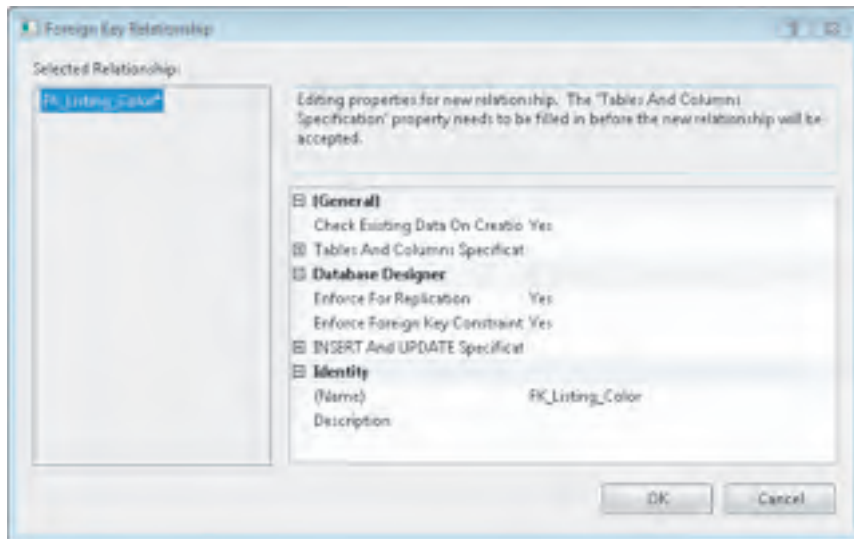 Foreign Key Relationship
Selected Relationship:
FK_Listing_Color*
Editing properties for new relationship. The 'Tables And Columns
Specification' property needs to be filled in before the new relationship will be
accepted.
(General)
Check Existing Data On Creatio Yes
Tables And Columns Specificat
Database Designer
Enforce For Replication Yes
Enforce Foreign Key Constraint Yes
INSERT And UPDATE Specificat
Identity
(Name) FK_Listing_Color
Description
OK Cancel